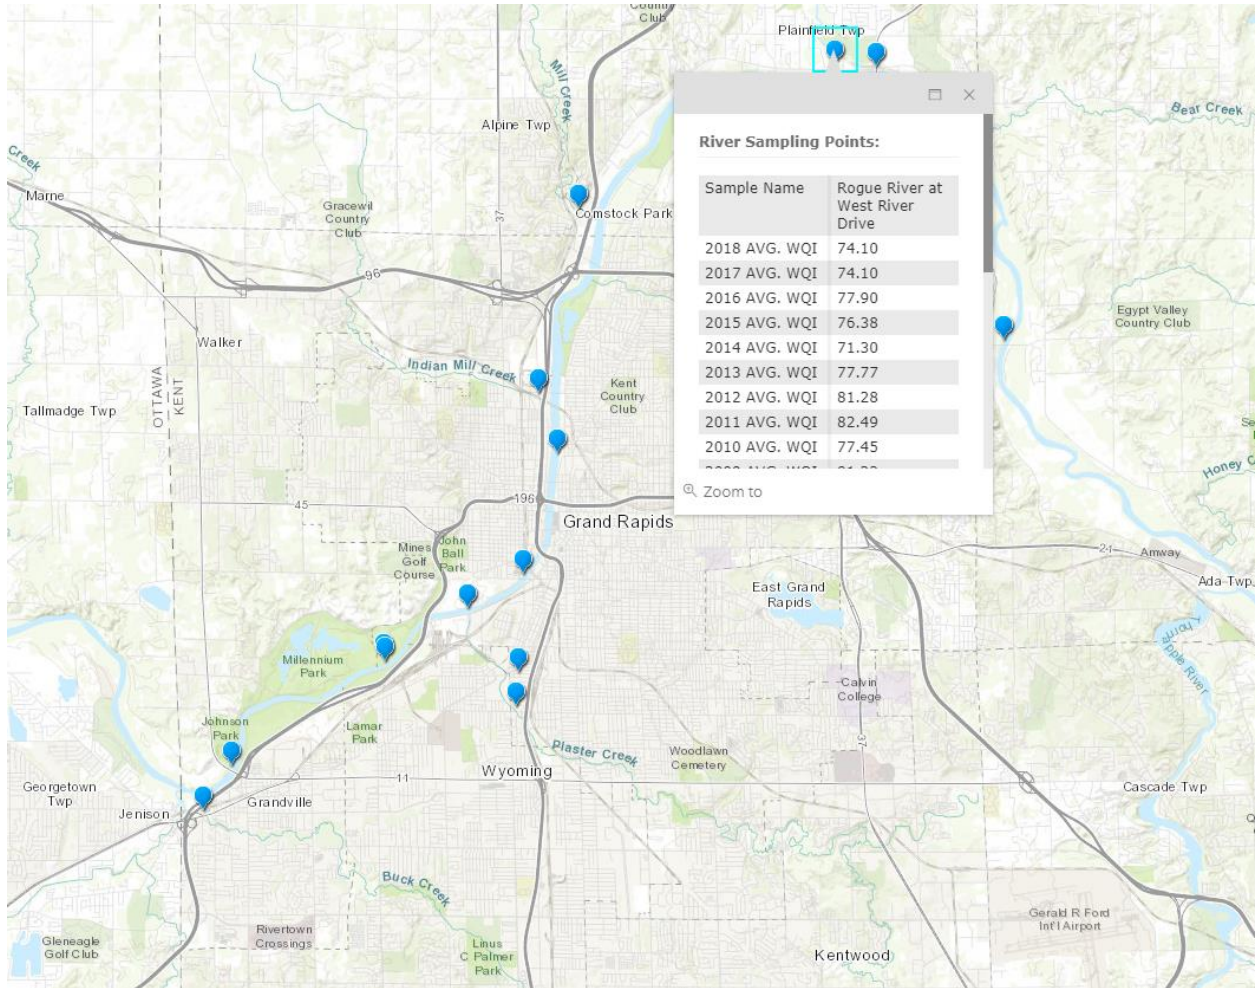 Country
Club
Plainfield Twp
Mill Creek
Bear Creek
Alpine Twp
Creek
Marne
Gracewil
Country
Club
37
Comstock Park
96
River Sampling Points:
Sample Name
Rogue River at
West River
Drive
2018 AVG. WQI 74.10
2017 AVG. WQI 74.10
2016 AVG. WQI 77.90
2015 AVG. WQI 76.38
2014 AVG. WQI 71.30
2013 AVG. WQI 77.77
2012 AVG. WQI 81.28
2011 AVG. WQI 82.49
2010 AVG. WQI 77.45
Zoom to
Egypt Valley
Country Club
Walker
Indian Mill Creek
OTTAWA
KENT
Kent
Country
Club
Tallmadge Twp
Honey
45
196
Grand Rapids
Mines
Golf
Course
John
Ball
Park
21
Amway
Ada Twp
East Grand
Rapids
Thornapple River
Millennium
Park
Calvin
College
Johnson
Park
Lamar
Park
37
Plaster Creek
Woodlawn
Cemetery
Wyoming
11
Georgetown
Twp
Jenison
Grandville
Cascade Twp
Buck Creek
Gerald R Ford
Int'l Airport
Rivertown
Crossings
Gleneagle
Golf Club
Linus
C Palmer
Park
Kentwood